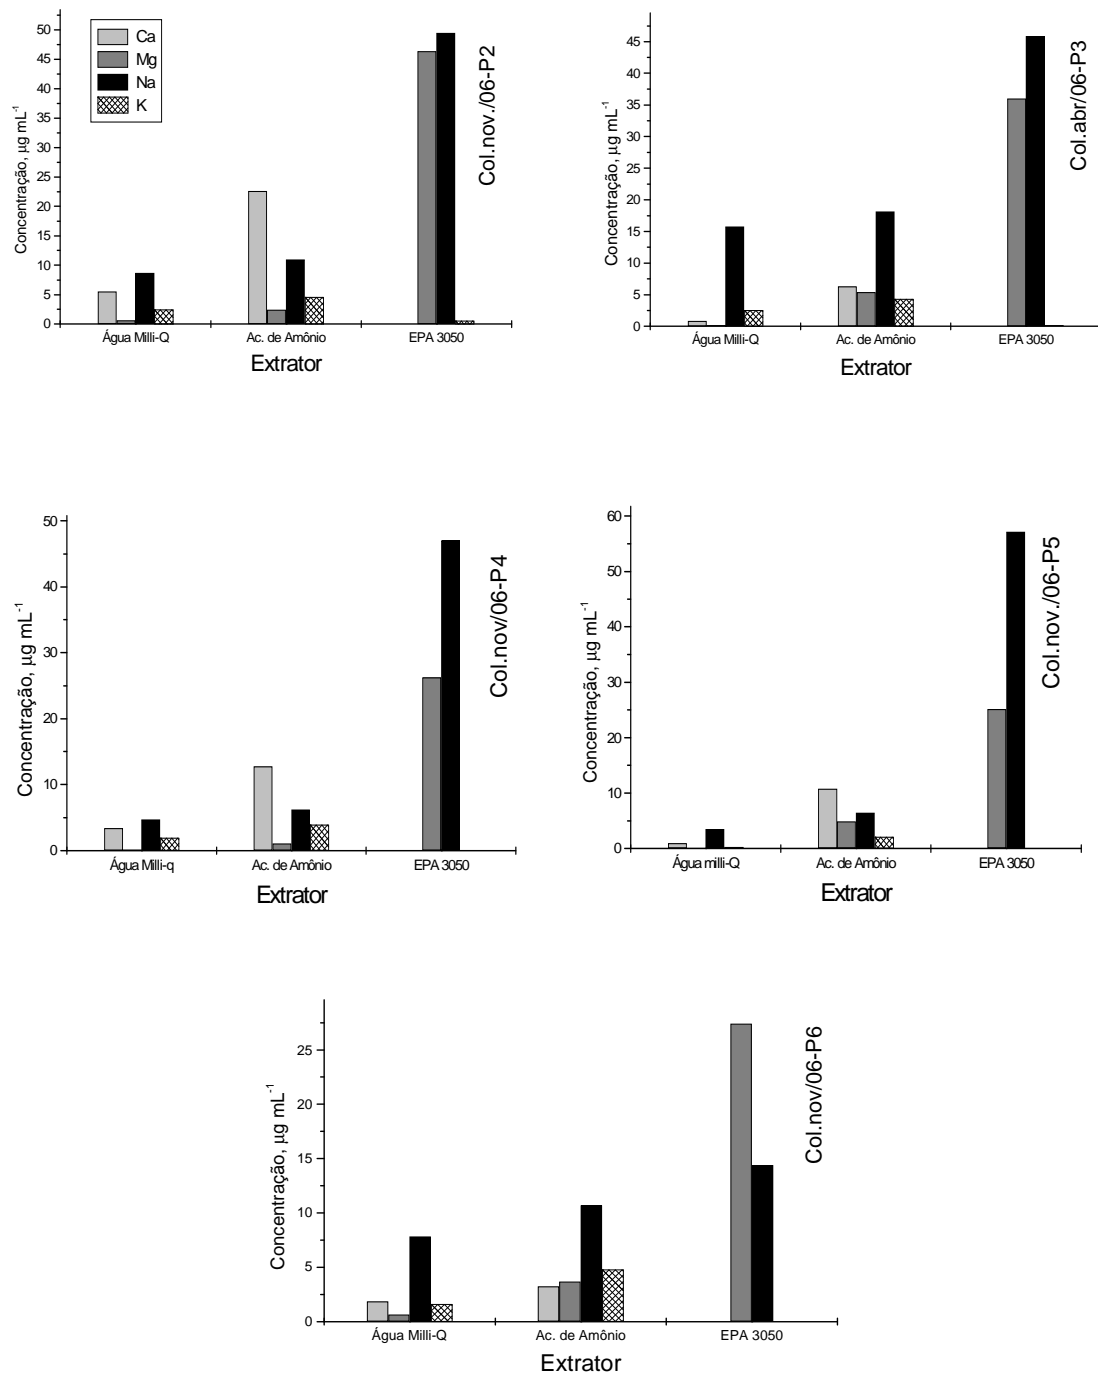 Ca
Mg
Na
K
50
45
40
35
30
25
20
15
10
5
0
Concentração, µg mL-1
Água Milli-Q
Ac. de Amônio
EPA 3050
Extrator
Col.nov./06-P2
45
40
35
30
25
20
15
10
5
0
Concentração, µg mL-1
Água Milli-Q
Ac. de Amônio
EPA 3050
Extrator
Col.abr/06-P3
50
40
30
20
10
0
Concentração, µg mL-1
Água Milli-q
Ac. de Amônio
EPA 3050
Extrator
Col.nov/06-P4
60
50
40
30
20
10
0
Concentração, µg mL-1
Água milli-Q
Ac. de Amônio
EPA 3050
Extrator
Col.nov./06-P5
25
20
15
10
5
0
Concentração, µg mL-1
Água Milli-Q
Ac. de Amônio
EPA 3050
Extrator
Col.nov/06-P6